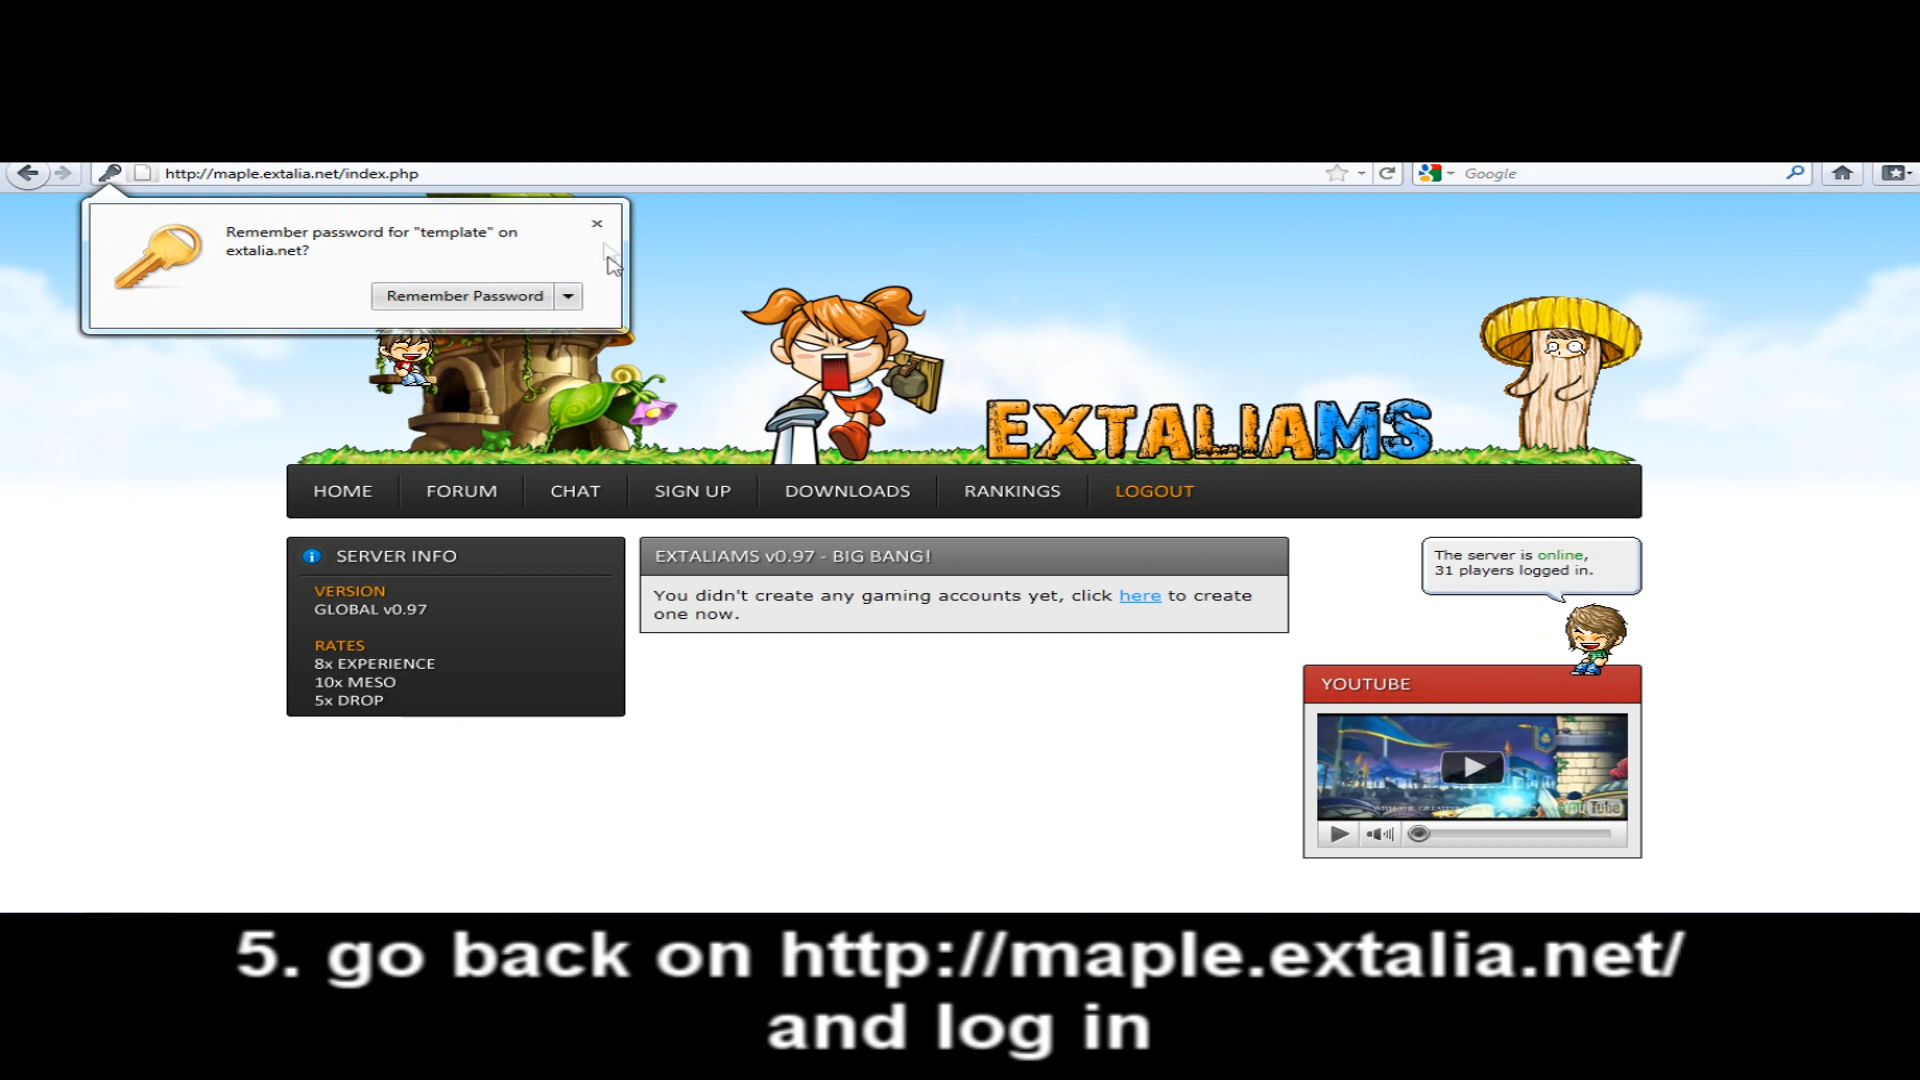 http://maple.extalia.net/index.php
Google
Remember password for "template" on
extalia.net?
Remember Password
EXTALIAMS
HOME
FORUM
CHAT
SIGN UP
DOWNLOADS
RANKINGS
LOGOUT
SERVER INFO
VERSION
GLOBAL v0.97
RATES
8x EXPERIENCE
10x MESO
5x DROP
EXTALIAMS v0.97 - BIG BANG!
You didn't create any gaming accounts yet, click here to create
one now.
The server is online,
31 players logged in.
YOUTUBE
You Tube
5. go back on http://maple.extalia.net/
and log in